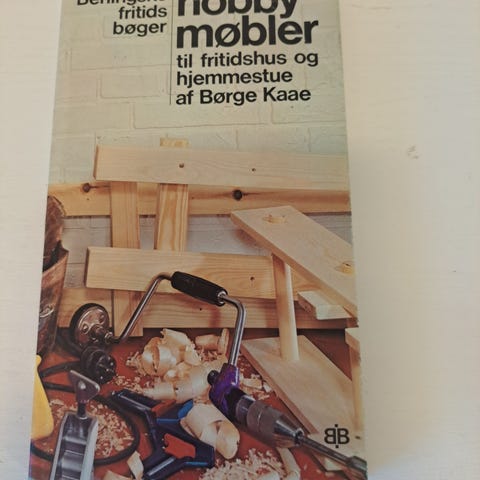 Berlingske
fritids
bøger
hobby
møbler
til fritidshus og
hjemmestue
af Børge Kaae
BB